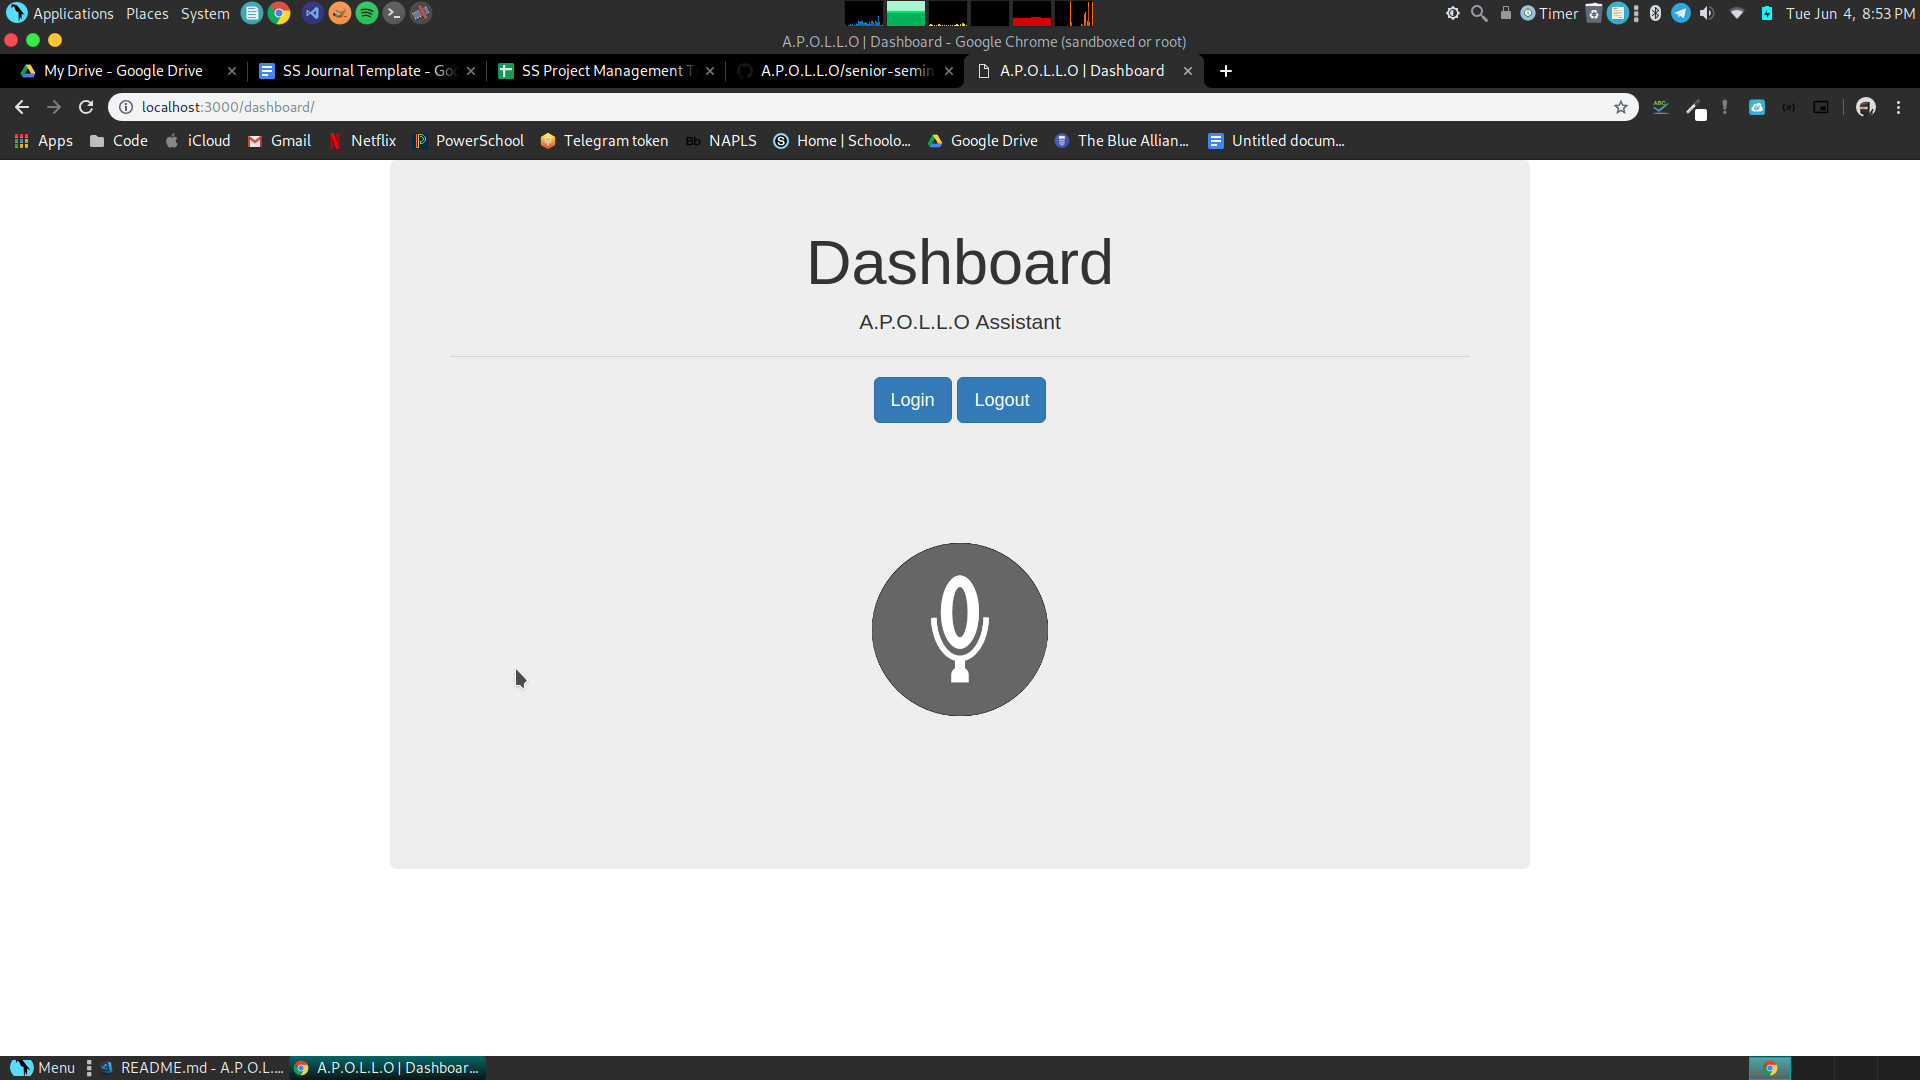 Applications Places System Timer Tue Jun 4, 8:53 PM
A.P.O.L.L.O | Dashboard - Google Chrome (sandboxed or root)
My Drive - Google Drive SS Journal Template - Goo SS Project Management T A.P.O.L.L.O/senior-semin A.P.O.L.L.O | Dashboard
localhost:3000/dashboard/
Apps Code iCloud Gmail Netflix PowerSchool Telegram token Bb NAPLS Home | Schoolo... Google Drive The Blue Allian... Untitled docum...
Dashboard
A.P.O.L.L.O Assistant
Login Logout
Menu README.md - A.P.O.L.... A.P.O.L.L.O | Dashboar...